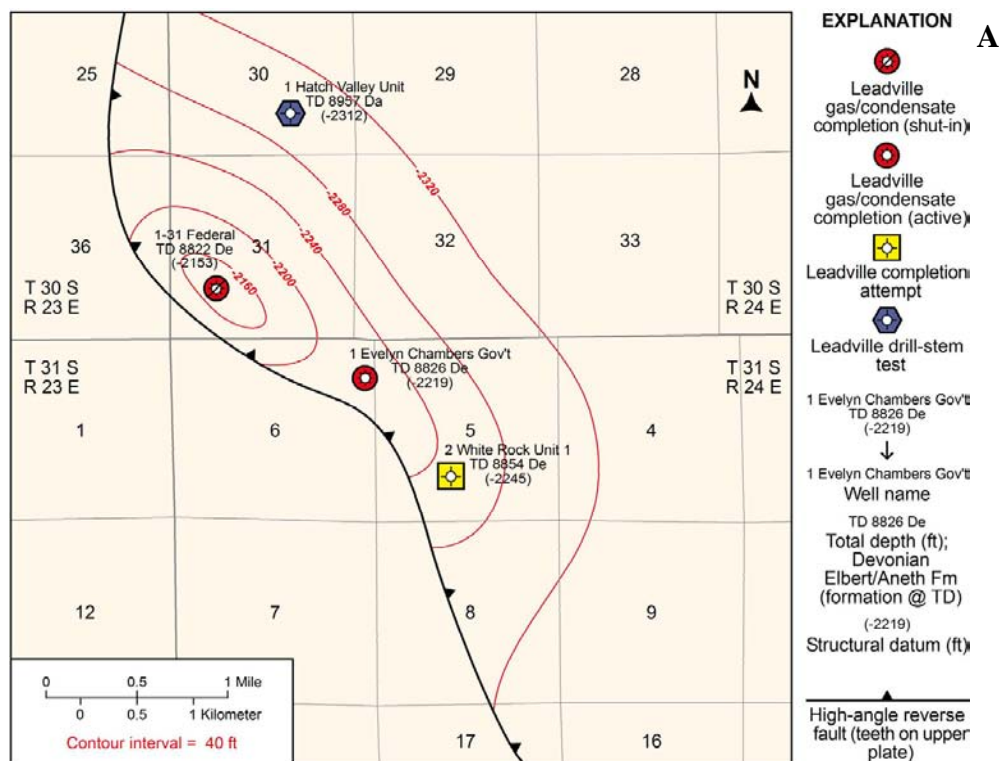 25
30
29
28
1 Hatch Valley Unit
TD 8957 Da
(-2312)
N
-2320
-2280
-2240
-2200
-2160
36
31
32
33
1-31 Federal
TD 8822 De
(-2153)
T 30 S
R 23 E
T 30 S
R 24 E
T 31 S
R 23 E
T 31 S
R 24 E
1 Evelyn Chambers Gov't
TD 8826 De
(-2219)
1
6
5
4
2 White Rock Unit 1
TD 8854 De
(-2245)
12
7
8
9
17
16
0 0.5 1 Mile
0 0.5 1 Kilometer
Contour interval = 40 ft
EXPLANATION
A
Leadville
gas/condensate
completion (shut-in)
Leadville
gas/condensate
completion (active)
Leadville completion
attempt
Leadville drill-stem
test
1 Evelyn Chambers Gov't
TD 8826 De
(-2219)
1 Evelyn Chambers Gov't
Well name
TD 8826 De
Total depth (ft);
Devonian
Elbert/Aneth Fm
(formation @ TD)
(-2219)
Structural datum (ft)
High-angle reverse
fault (teeth on upper
plate)